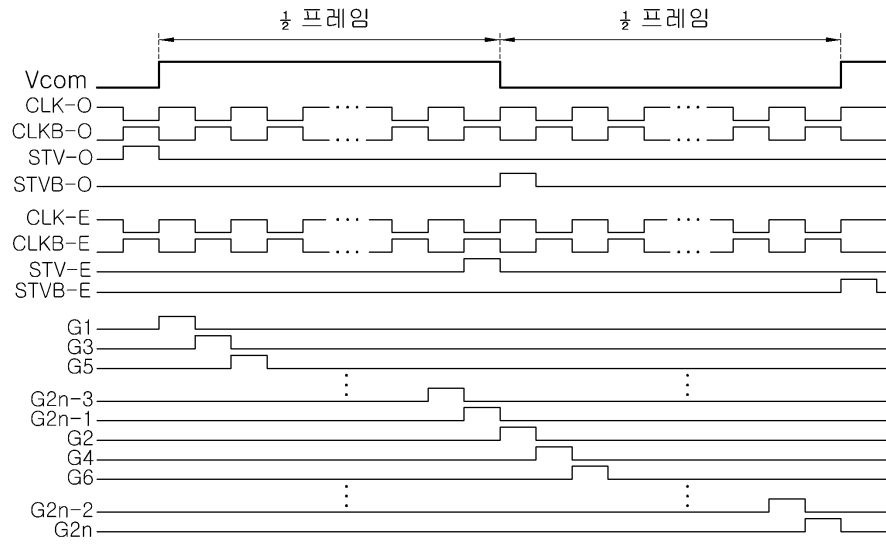 ½ 프레임 ½ 프레임
Vcom
CLK-O
CLKB-O
STV-O
STVB-O
CLK-E
CLKB-E
STV-E
STVB-E
G1
G3
G5
G2n-3
G2n-1
G2
G4
G6
G2n-2
G2n